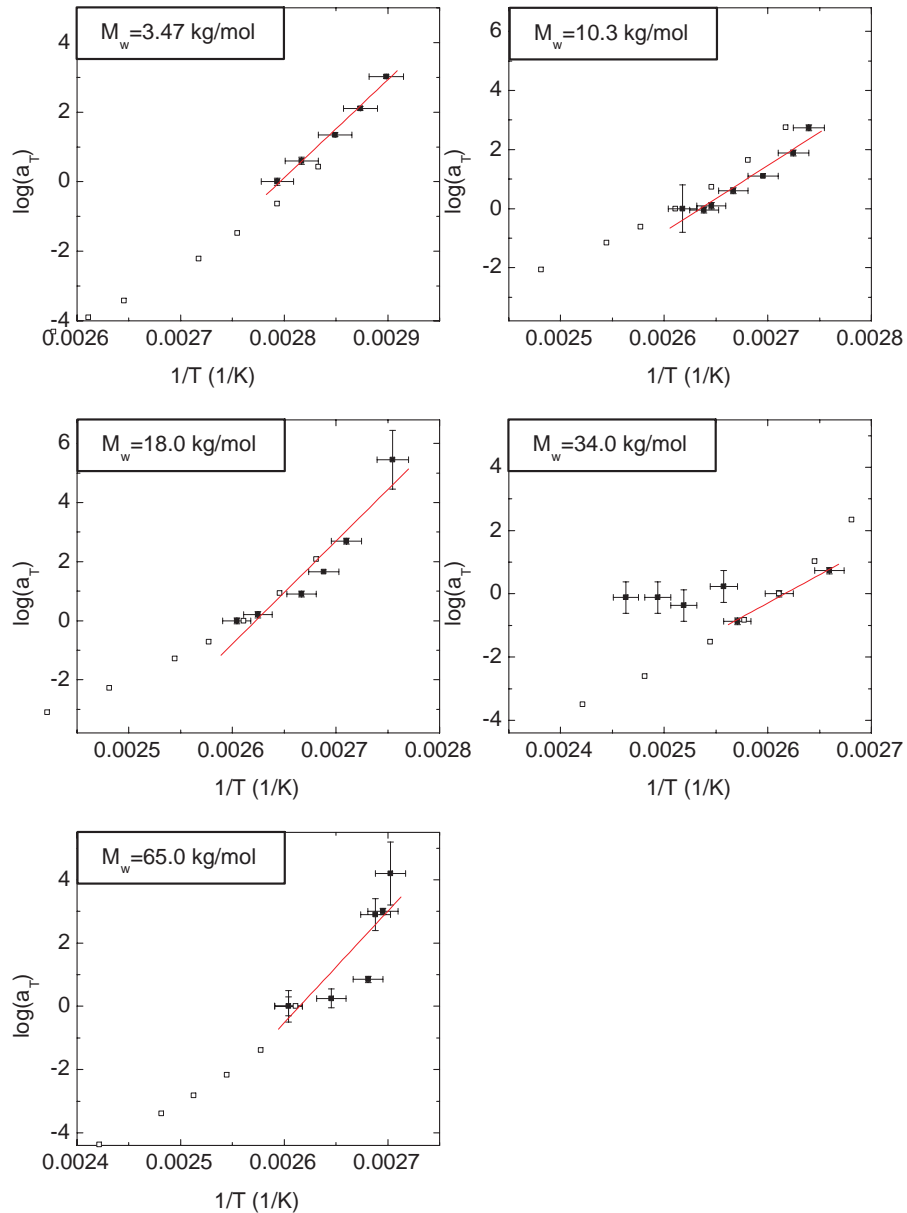 M_w=3.47 kg/mol
4
2
0
-2
-4
log(a_T)
0.0026 0.0027 0.0028 0.0029
1/T (1/K)
M_w=10.3 kg/mol
6
4
2
0
-2
log(a_T)
0.0025 0.0026 0.0027 0.0028
1/T (1/K)
M_w=18.0 kg/mol
6
4
2
0
-2
log(a_T)
0.0025 0.0026 0.0027 0.0028
1/T (1/K)
M_w=34.0 kg/mol
4
2
0
-2
-4
log(a_T)
0.0024 0.0025 0.0026 0.0027
1/T (1/K)
M_w=65.0 kg/mol
4
2
0
-2
-4
log(a_T)
0.0024 0.0025 0.0026 0.0027
1/T (1/K)